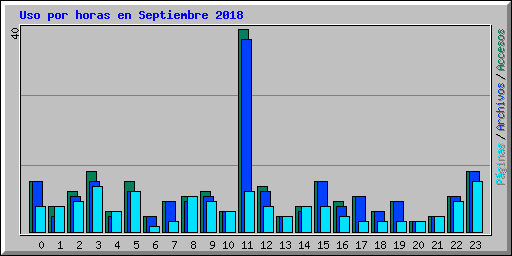 Uso por horas en Septiembre 2018
40
Páginas / Archivos / Accesos
0 1 2 3 4 5 6 7 8 9 10 11 12 13 14 15 16 17 18 19 20 21 22 23